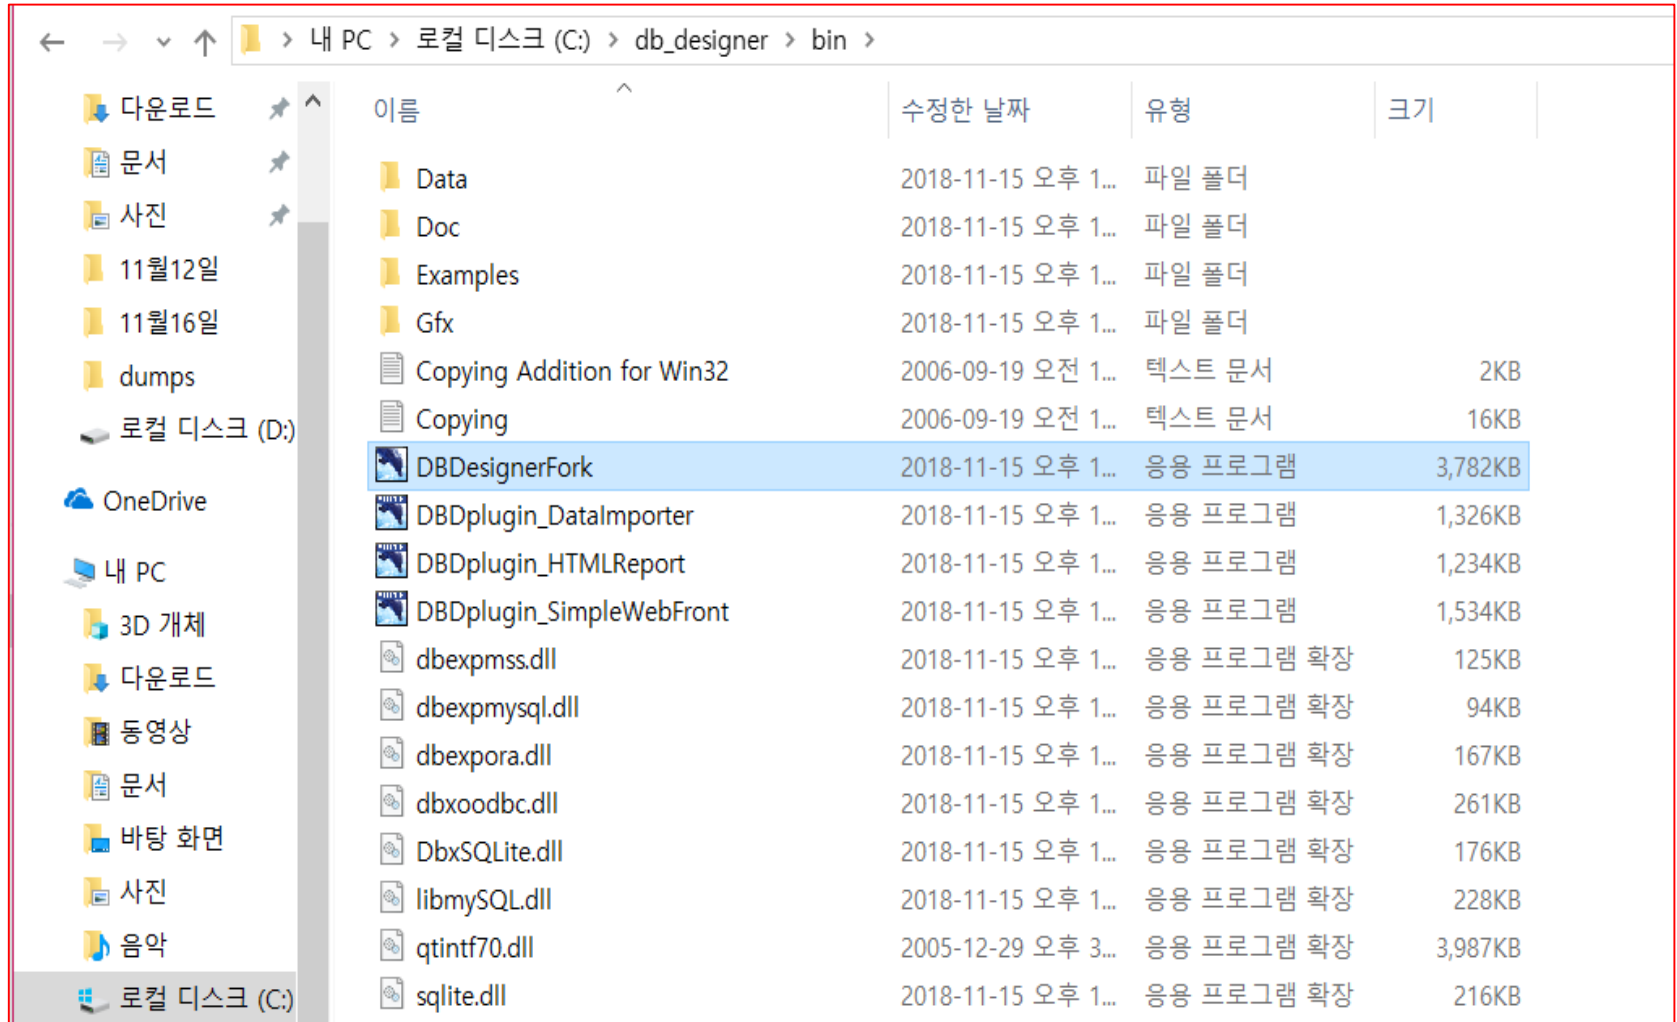 내 PC > 로컬 디스크 (C:) > db_designer > bin >
다운로드
문서
사진
11월12일
11월16일
dumps
로컬 디스크 (D:)
OneDrive
내 PC
3D 개체
다운로드
동영상
문서
바탕 화면
사진
음악
로컬 디스크 (C:)
이름 수정한 날짜 유형 크기
Data 2018-11-15 오후 1... 파일 폴더
Doc 2018-11-15 오후 1... 파일 폴더
Examples 2018-11-15 오후 1... 파일 폴더
Gfx 2018-11-15 오후 1... 파일 폴더
Copying Addition for Win32 2006-09-19 오전 1... 텍스트 문서 2KB
Copying 2006-09-19 오전 1... 텍스트 문서 16KB
DBDesignerFork 2018-11-15 오후 1... 응용 프로그램 3,782KB
DBDplugin_DataImporter 2018-11-15 오후 1... 응용 프로그램 1,326KB
DBDplugin_HTMLReport 2018-11-15 오후 1... 응용 프로그램 1,234KB
DBDplugin_SimpleWebFront 2018-11-15 오후 1... 응용 프로그램 1,534KB
dbexpmss.dll 2018-11-15 오후 1... 응용 프로그램 확장 125KB
dbexpmysql.dll 2018-11-15 오후 1... 응용 프로그램 확장 94KB
dbexpora.dll 2018-11-15 오후 1... 응용 프로그램 확장 167KB
dbxoodbc.dll 2018-11-15 오후 1... 응용 프로그램 확장 261KB
DbxSQLite.dll 2018-11-15 오후 1... 응용 프로그램 확장 176KB
libmySQL.dll 2018-11-15 오후 1... 응용 프로그램 확장 228KB
qtintf70.dll 2005-12-29 오후 3... 응용 프로그램 확장 3,987KB
sqlite.dll 2018-11-15 오후 1... 응용 프로그램 확장 216KB